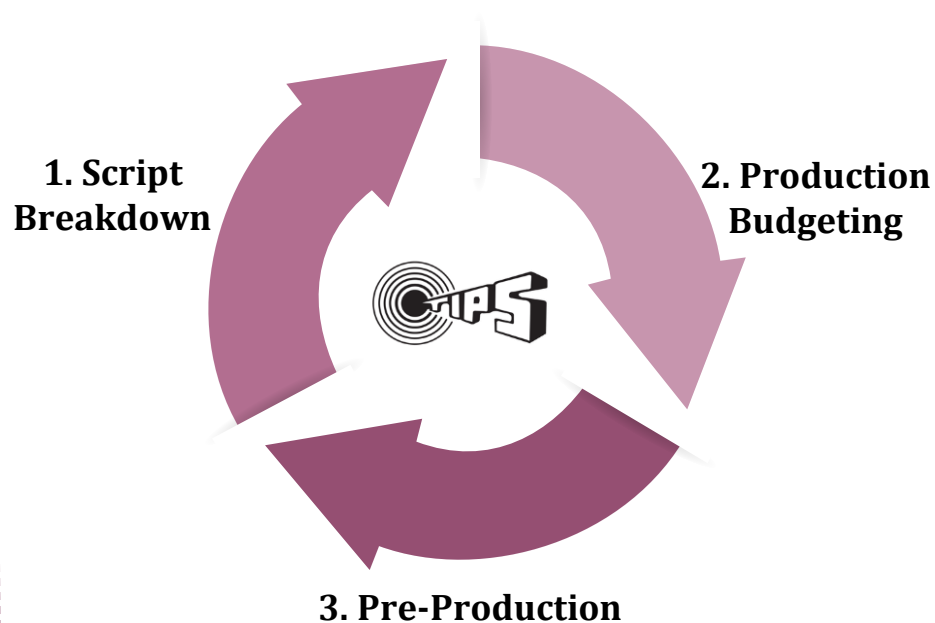 1. Script
Breakdown
2. Production
Budgeting
TIPS
3. Pre-Production